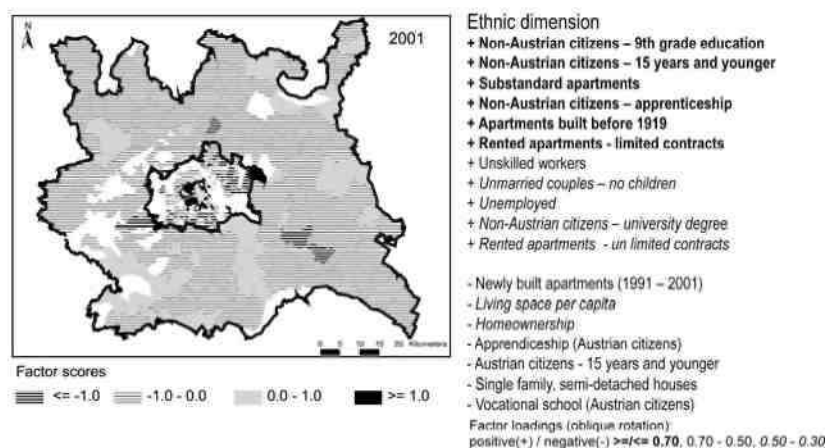 N
2001
0 5 10 15 20 Kilometers
Factor scores
<= -1.0
-1.0 - 0.0
0.0 - 1.0
>= 1.0
Ethnic dimension
+ Non-Austrian citizens – 9th grade education
+ Non-Austrian citizens – 15 years and younger
+ Substandard apartments
+ Non-Austrian citizens – apprenticeship
+ Apartments built before 1919
+ Rented apartments - limited contracts
+ Unskilled workers
+ Unmarried couples – no children
+ Unemployed
+ Non-Austrian citizens – university degree
+ Rented apartments - un limited contracts
- Newly built apartments (1991 – 2001)
- Living space per capita
- Homeownership
- Apprendiceship (Austrian citizens)
- Austrian citizens - 15 years and younger
- Single family, semi-detached houses
- Vocational school (Austrian citizens)
Factor loadings (oblique rotation):
positive(+) / negative(-) >=/<= 0.70, 0.70 - 0.50, 0.50 - 0.30